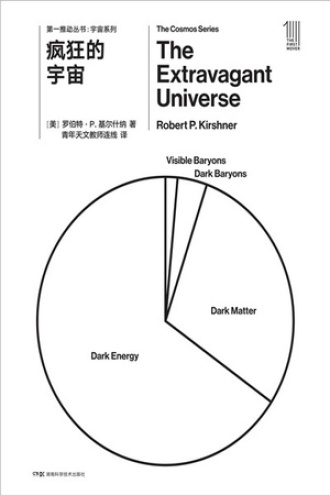 第一推动丛书:宇宙系列
疯狂的
宇宙
[美] 罗伯特·P.基尔什纳 著
青年天文教师连线 译
The Cosmos Series
The
Extravagant
Universe
Robert P. Kirshner
THE
FIRST
MOVER
Visible Baryons
Dark Baryons
Dark Matter
Dark Energy
湖南科学技术出版社